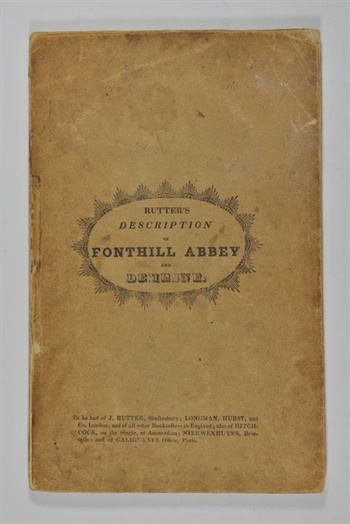 RUTTER'S
DESCRIPTION
OF
FONTHILL ABBEY
AND
DEMESNE.
To be had of J. RUTTER, Shaftesbury; LONGMAN, HURST, and
Co. London; and of all other Booksellers in England; also of HITCH-
COCK, on the Single, at Amsterdam; NIEUWENHUYS, Brus-
sels; and at GALIGNANI'S Office, Paris.